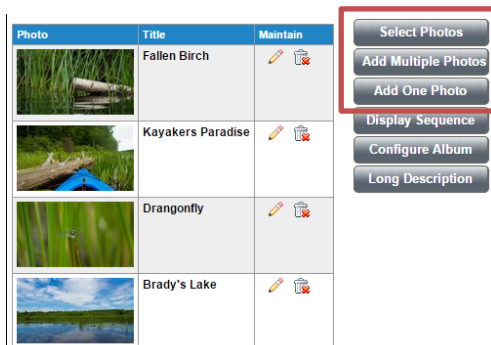 Photo Title Maintain
Fallen Birch
Kayakers Paradise
Drangonfly
Brady's Lake
Select Photos
Add Multiple Photos
Add One Photo
Display Sequence
Configure Album
Long Description